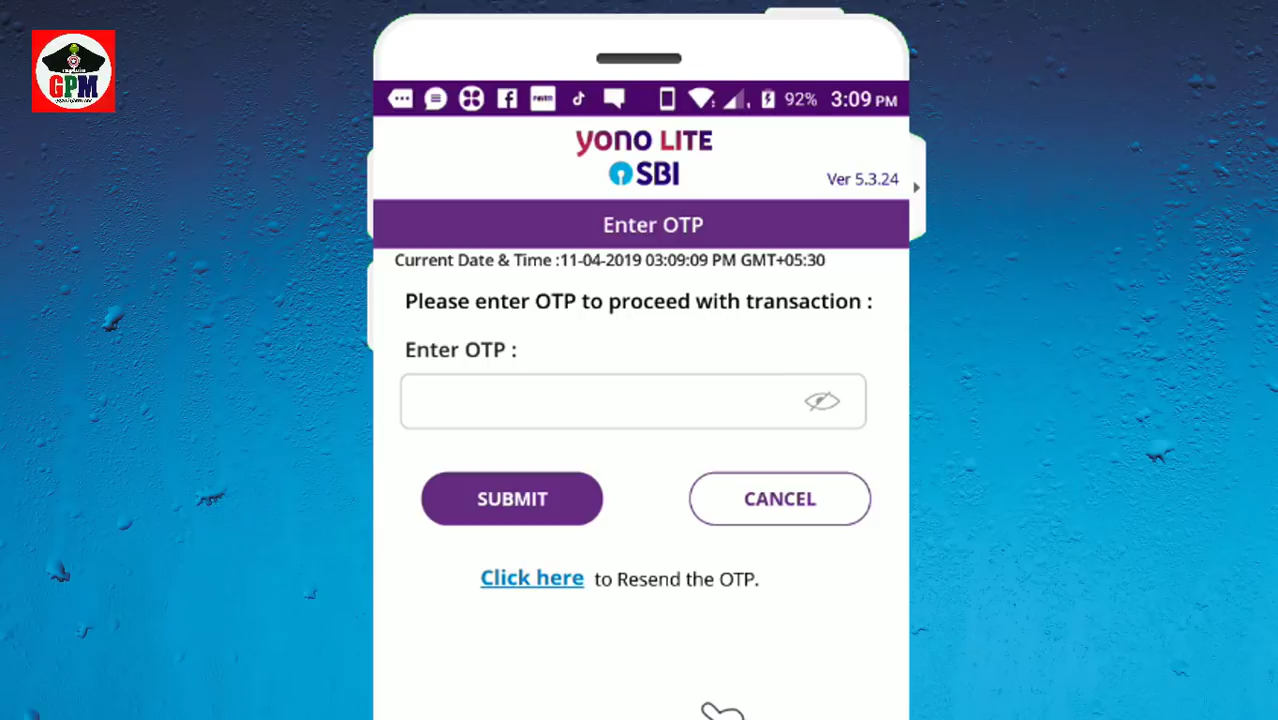 GPM
92% 3:09 PM
yono LITE
SBI
Ver 5.3.24
Enter OTP
Current Date & Time :11-04-2019 03:09:09 PM GMT+05:30
Please enter OTP to proceed with transaction :
Enter OTP :
SUBMIT
CANCEL
Click here to Resend the OTP.